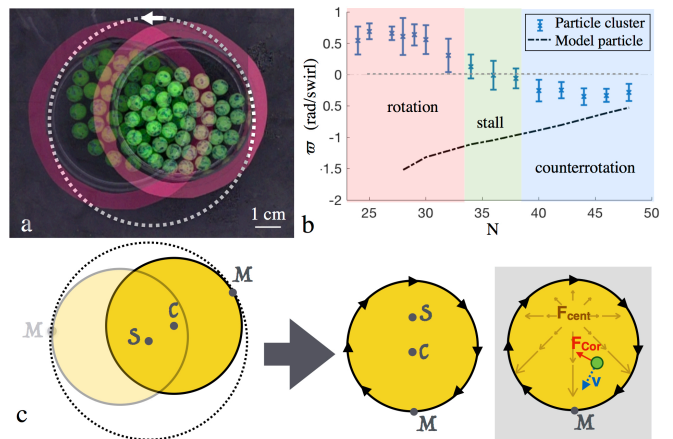 a
1 cm
1
0.5
0
0.5
-1
-1.5
-2
ϖ (rad/swirl)
Particle cluster
Model particle
rotation
stall
counterrotation
25 30 35 40 45 50
N
b
M
M
C
S
c
S
C
M
Fcent
FCor
v
M